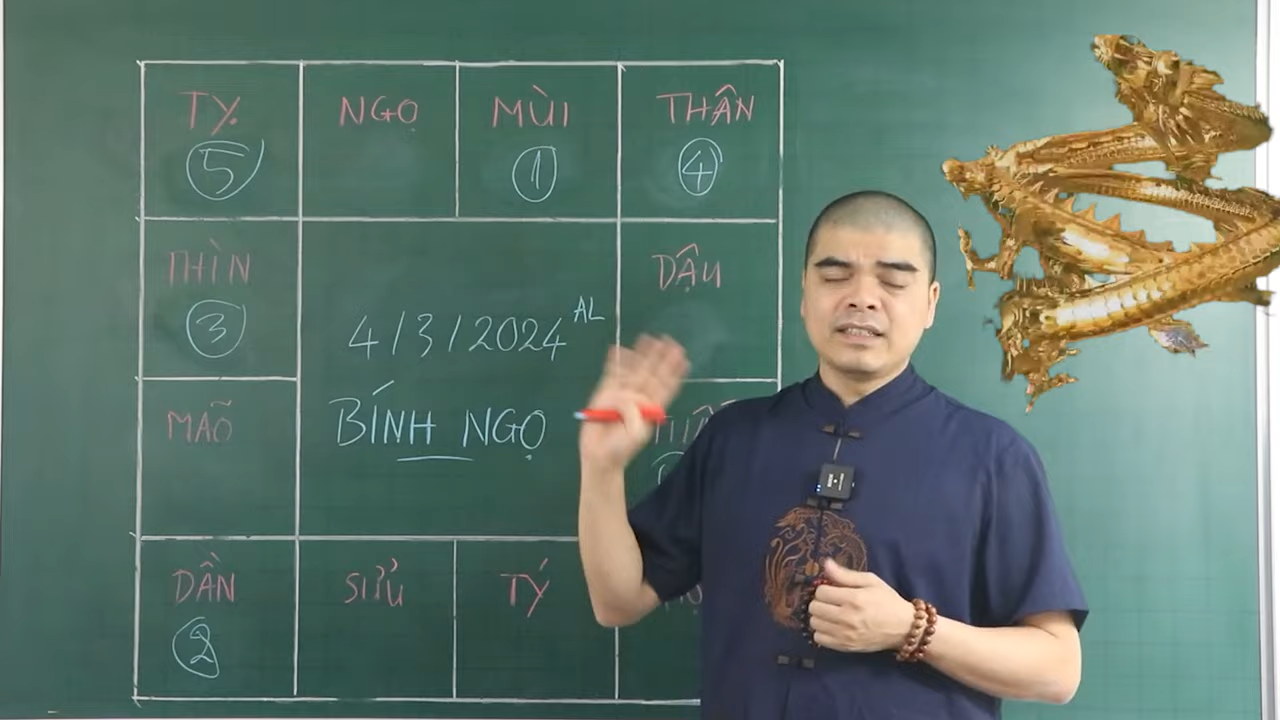 TỴ
NGỌ
MÙI
THÂN
5
1
4
THÌN
DẬU
3
4/3/2024 AL
MÃO
BÍNH NGỌ
DẦN
SỬU
TÝ
2